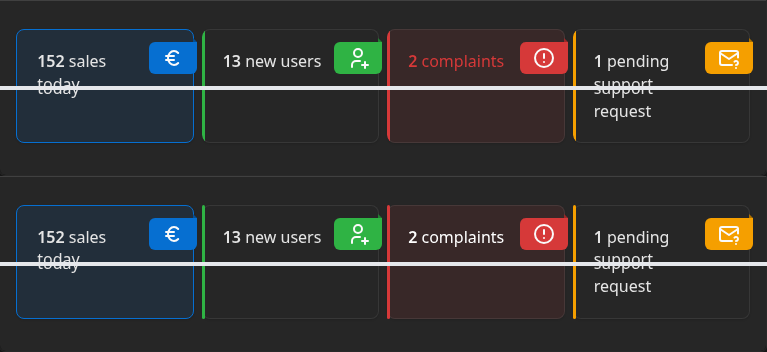 152 sales
today
13 new users
2 complaints
1 pending
support
request
152 sales
today
13 new users
2 complaints
1 pending
support
request